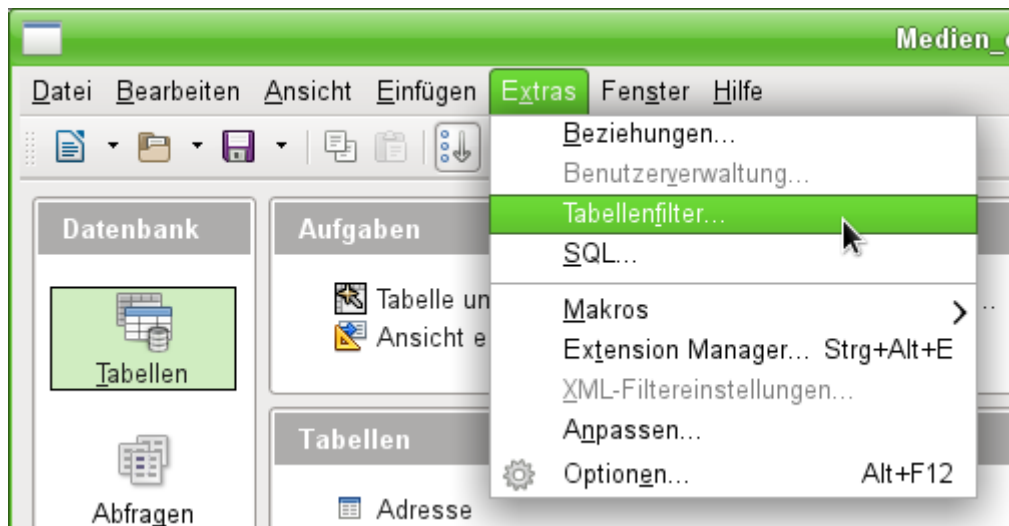 Medien_
Datei Bearbeiten Ansicht Einfügen Extras Fenster Hilfe
Beziehungen...
Benutzerverwaltung...
Tabellenfilter...
SQL...
Makros
Extension Manager... Strg+Alt+E
XML-Filtereinstellungen...
Anpassen...
Optionen... Alt+F12
Datenbank
Tabellen
Abfragen
Aufgaben
Tabelle un
Ansicht e
..
Tabellen
Adresse